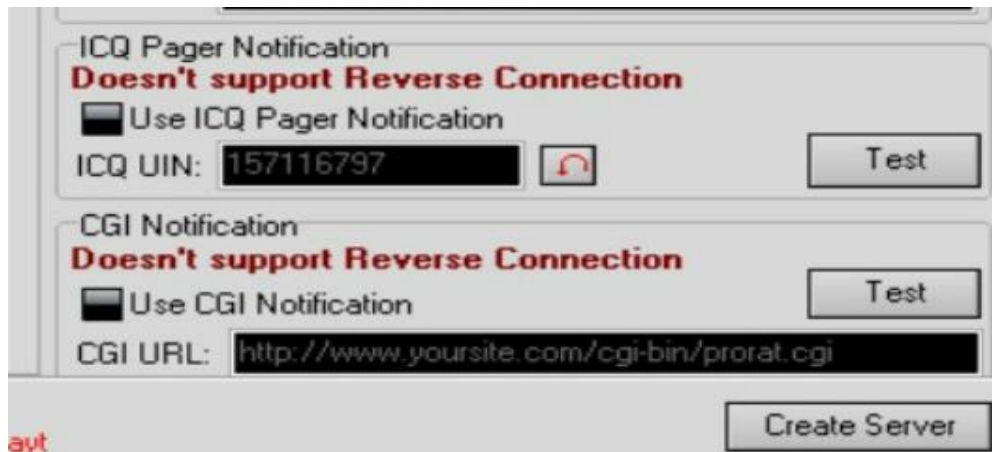 ICQ Pager Notification
Doesn't support Reverse Connection
Use ICQ Pager Notification
ICQ UIN: 157116797
Test
CGI Notification
Doesn't support Reverse Connection
Use CGI Notification
Test
CGI URL: http://www.yoursite.com/cgi-bin/prorat.cgi
Create Server